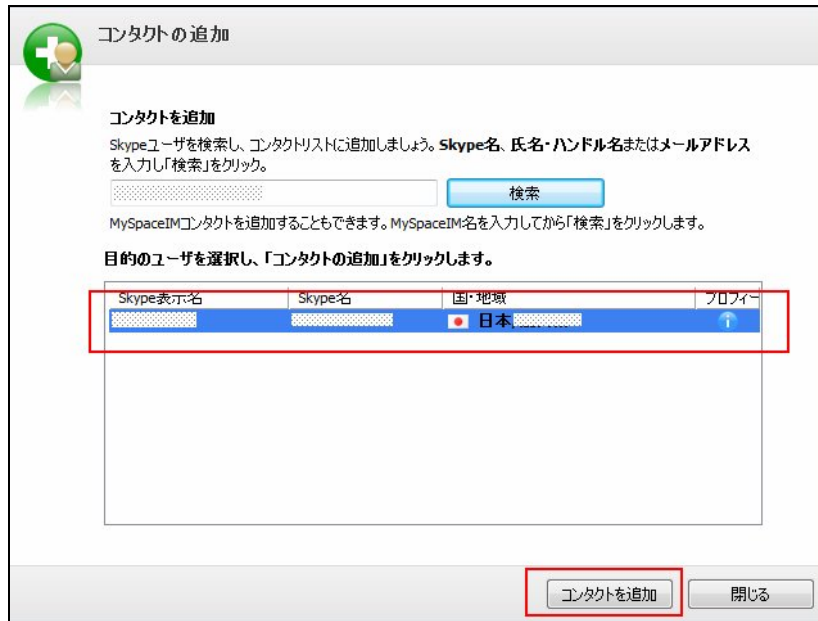 コンタクトの追加
コンタクトを追加
Skypeユーザを検索し、コンタクトリストに追加しましょう。Skype名、氏名・ハンドル名またはメールアドレス
を入力し「検索」をクリック。
検索
MySpaceIMコンタクトを追加することもできます。MySpaceIM名を入力してから「検索」をクリックします。
目的のユーザを選択し、「コンタクトの追加」をクリックします。
Skype表示名 Skype名 国・地域 プロフィー
日本
コンタクトを追加 閉じる